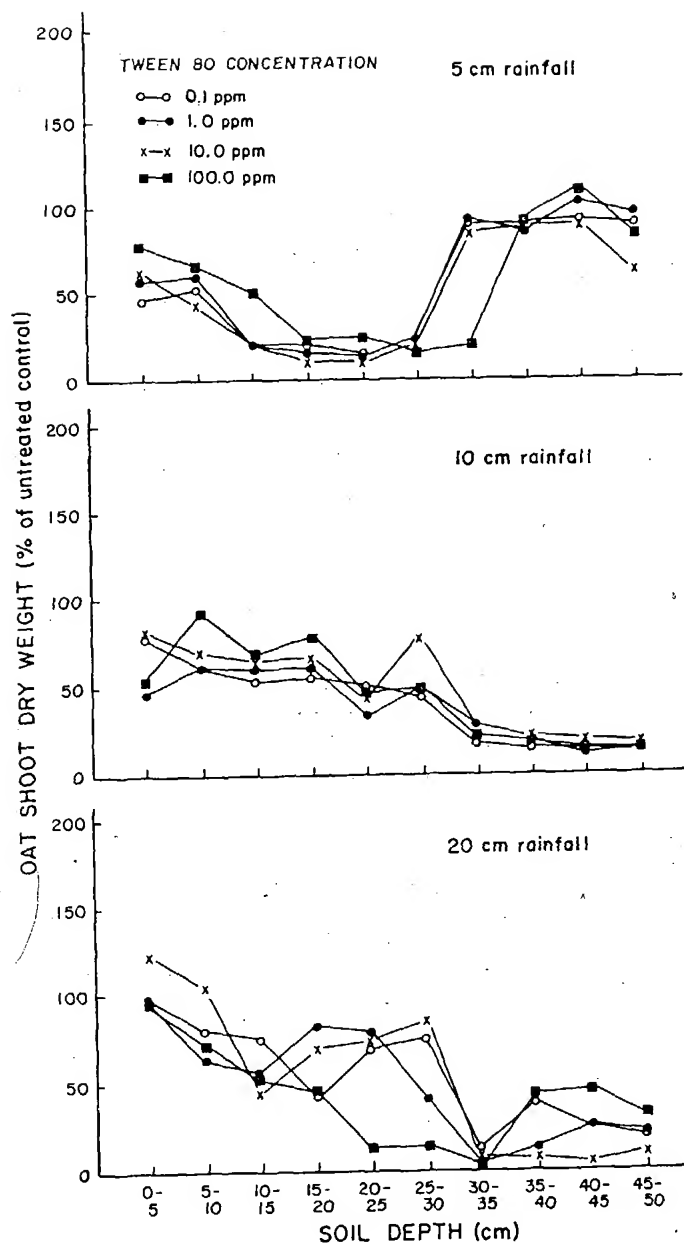 200
TWEEN 80 CONCENTRATION
5 cm rainfall
0.1 ppm
150
1.0 ppm
10.0 ppm
100.0 ppm
100
50
0
OAT SHOOT DRY WEIGHT (% of untreated control)
200
10 cm rainfall
150
100
50
0
200
20 cm rainfall
150
100
50
0
0-5
5-10
10-15
15-20
20-25
25-30
30-35
35-40
40-45
45-50
SOIL DEPTH (cm)